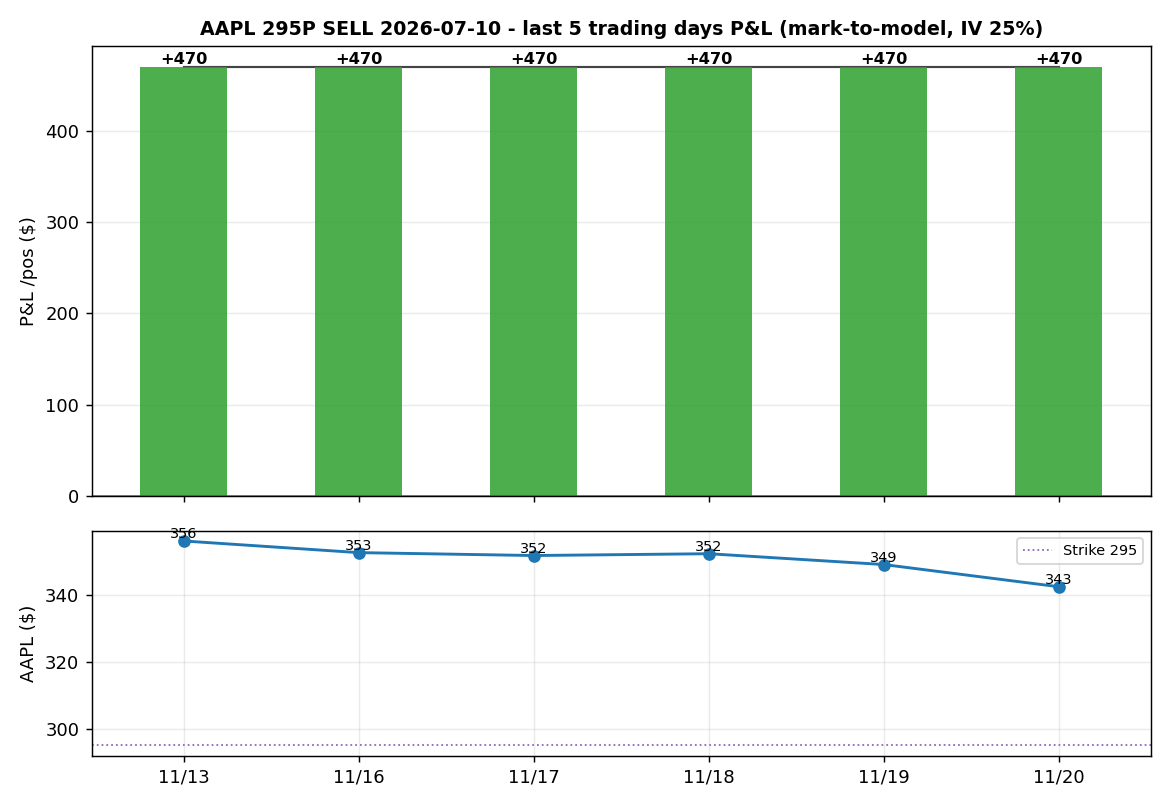 AAPL 295P SELL 2026-07-10 - last 5 trading days P&L (mark-to-model, IV 25%)
+470 +470 +470 +470 +470 +470
400
300
200
100
0
P&L /pos ($)
356 353 352 352 349 343
Strike 295
340
320
300
AAPL ($)
11/13 11/16 11/17 11/18 11/19 11/20